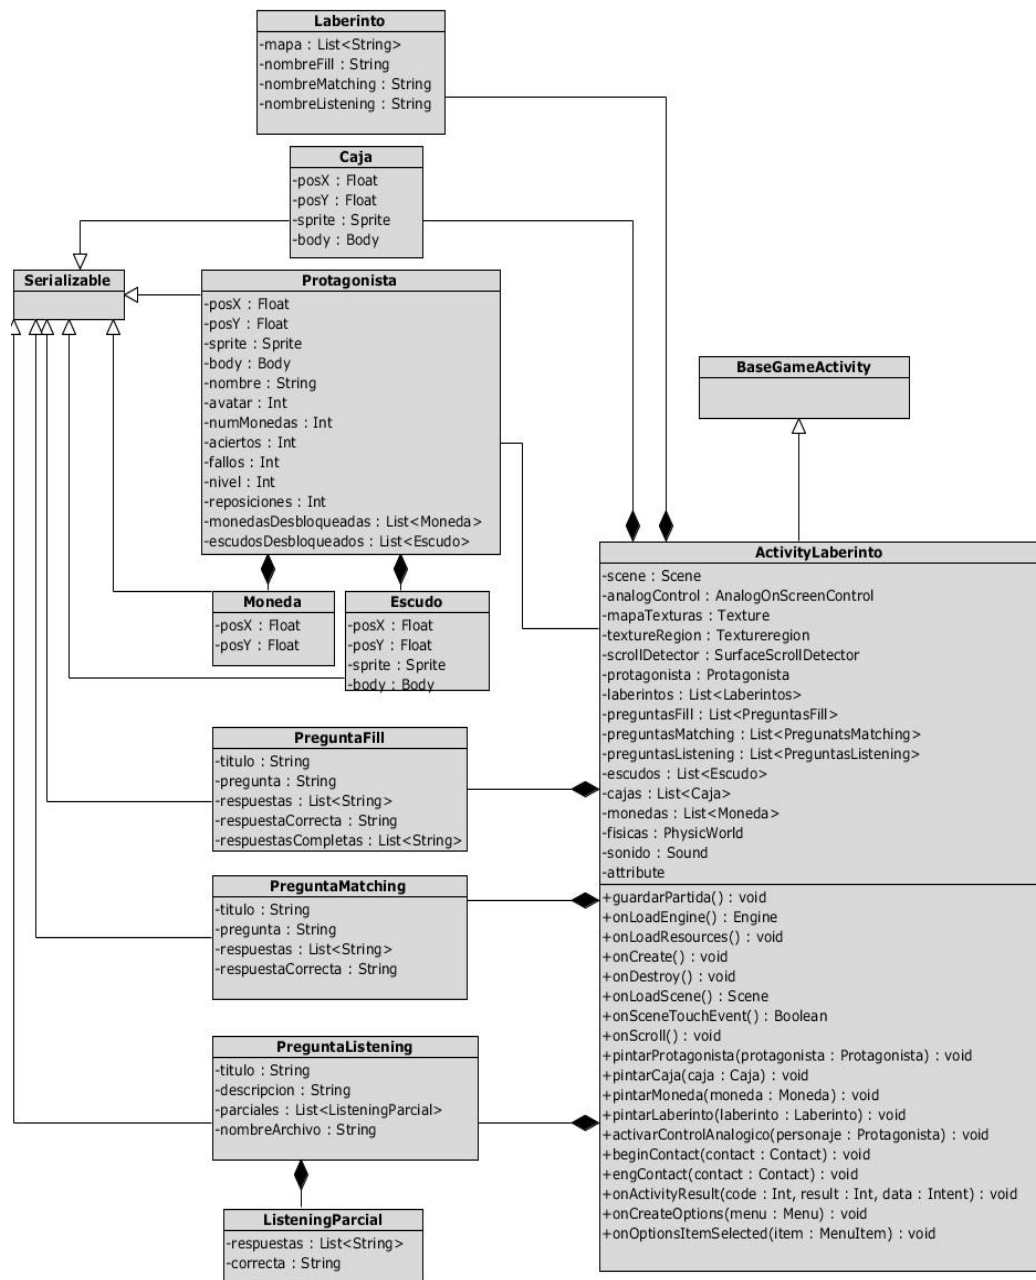 Laberinto
-mapa : List<String>
-nombreFill : String
-nombreMatching : String
-nombreListening : String
Caja
-posX : Float
-posY : Float
-sprite : Sprite
-body : Body
Serializable
Protagonista
-posX : Float
-posY : Float
-sprite : Sprite
-body : Body
-nombre : String
-avatar : Int
-numMonedas : Int
-aciertos : Int
-fallos : Int
-nivel : Int
-reposiciones : Int
-monedasDesbloqueadas : List<Moneda>
-escudosDesbloqueados : List<Escudo>
BaseGameActivity
Moneda
-posX : Float
-posY : Float
Escudo
-posX : Float
-posY : Float
-sprite : Sprite
-body : Body
PreguntaFill
-titulo : String
-pregunta : String
-respuestas : List<String>
-respuestaCorrecta : String
-respuestasCompletas : List<String>
PreguntaMatching
-titulo : String
-pregunta : String
-respuestas : List<String>
-respuestaCorrecta : String
PreguntaListening
-titulo : String
-descripcion : String
-parciales : List<ListeningParcial>
-nombreArchivo : String
ListeningParcial
-respuestas : List<String>
-correcta : String
ActivityLaberinto
-scene : Scene
-analogControl : AnalogOnScreenControl
-mapaTexturas : Texture
-textureRegion : Textureregion
-scrollDetector : SurfaceScrollDetector
-protagonista : Protagonista
-laberintos : List<Laberintos>
-preguntasFill : List<PreguntasFill>
-preguntasMatching : List<PregunatsMatching>
-preguntasListening : List<PreguntasListening>
-escudos : List<Escudo>
-cajas : List<Caja>
-monedas : List<Moneda>
-fisicas : PhysicWorld
-sonido : Sound
-attribute
+guardarPartida() : void
+onLoadEngine() : Engine
+onLoadResources() : void
+onCreate() : void
+onDestroy() : void
+onLoadScene() : Scene
+onSceneTouchEvent() : Boolean
+onScroll() : void
+pintarProtagonista(protagonista : Protagonista) : void
+pintarCaja(caja : Caja) : void
+pintarMoneda(moneda : Moneda) : void
+pintarLaberinto(laberinto : Laberinto) : void
+activarControlAnalogico(personaje : Protagonista) : void
+beginContact(contact : Contact) : void
+engContact(contact : Contact) : void
+onActivityResult(code : Int, result : Int, data : Intent) : void
+onCreateOptions(menu : Menu) : void
+onOptionsItemSelected(item : MenuItem) : void